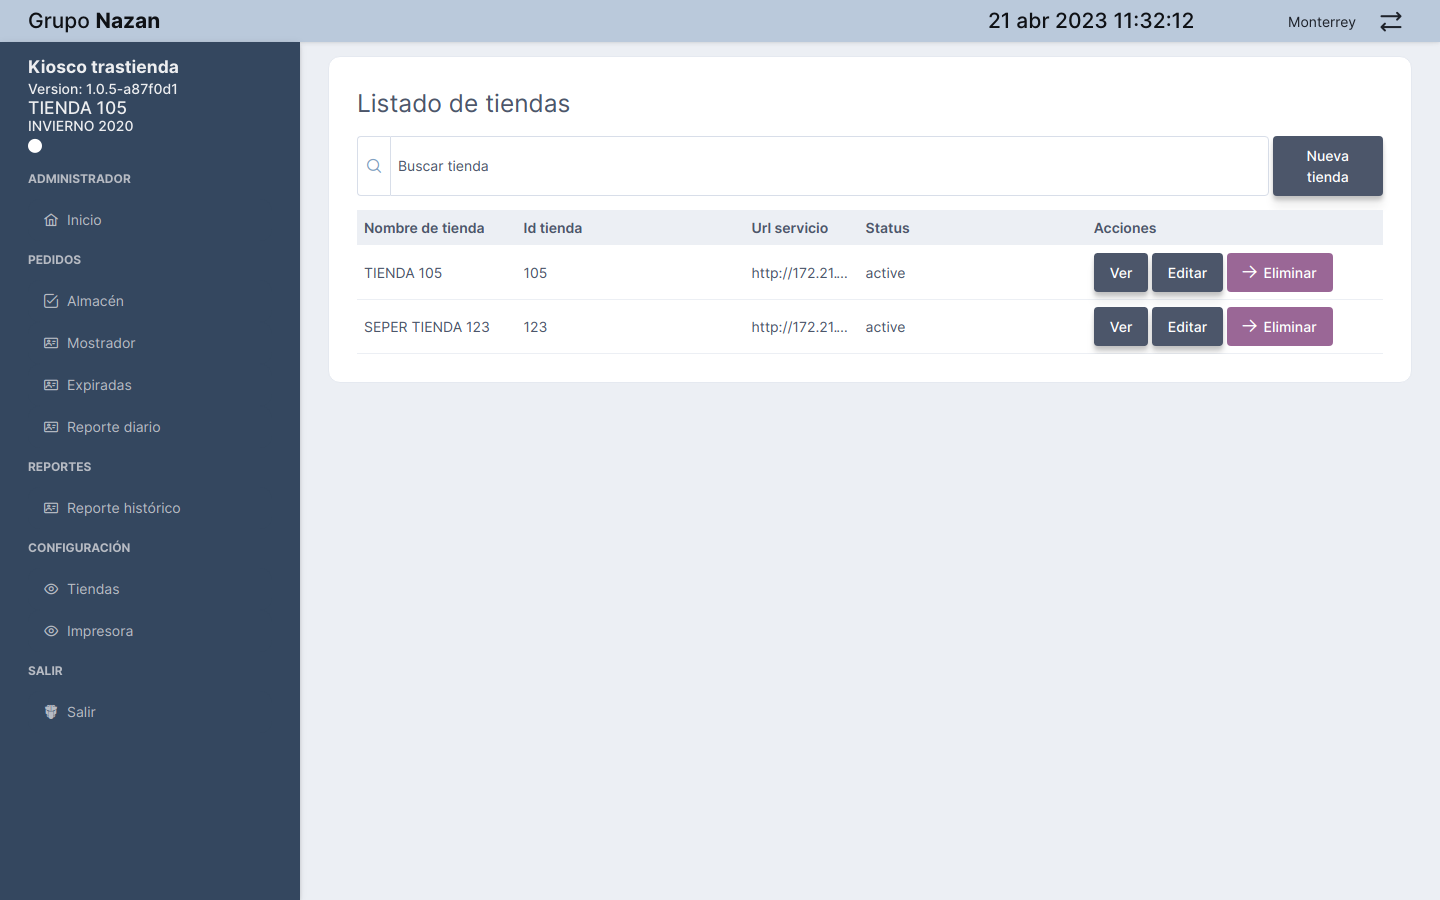 Grupo Nazan
21 abr 2023 11:32:12
Monterrey
Kiosco trastienda
Version: 1.0.5-a87f0d1
TIENDA 105
INVIERNO 2020
ADMINISTRADOR
Inicio
PEDIDOS
Almacén
Mostrador
Expiradas
Reporte diario
REPORTES
Reporte histórico
CONFIGURACIÓN
Tiendas
Impresora
SALIR
Salir
Listado de tiendas
Buscar tienda
Nueva
tienda
Nombre de tienda Id tienda Url servicio Status Acciones
TIENDA 105 105 http://172.21.... active Ver Editar Eliminar
SEPER TIENDA 123 123 http://172.21.... active Ver Editar Eliminar